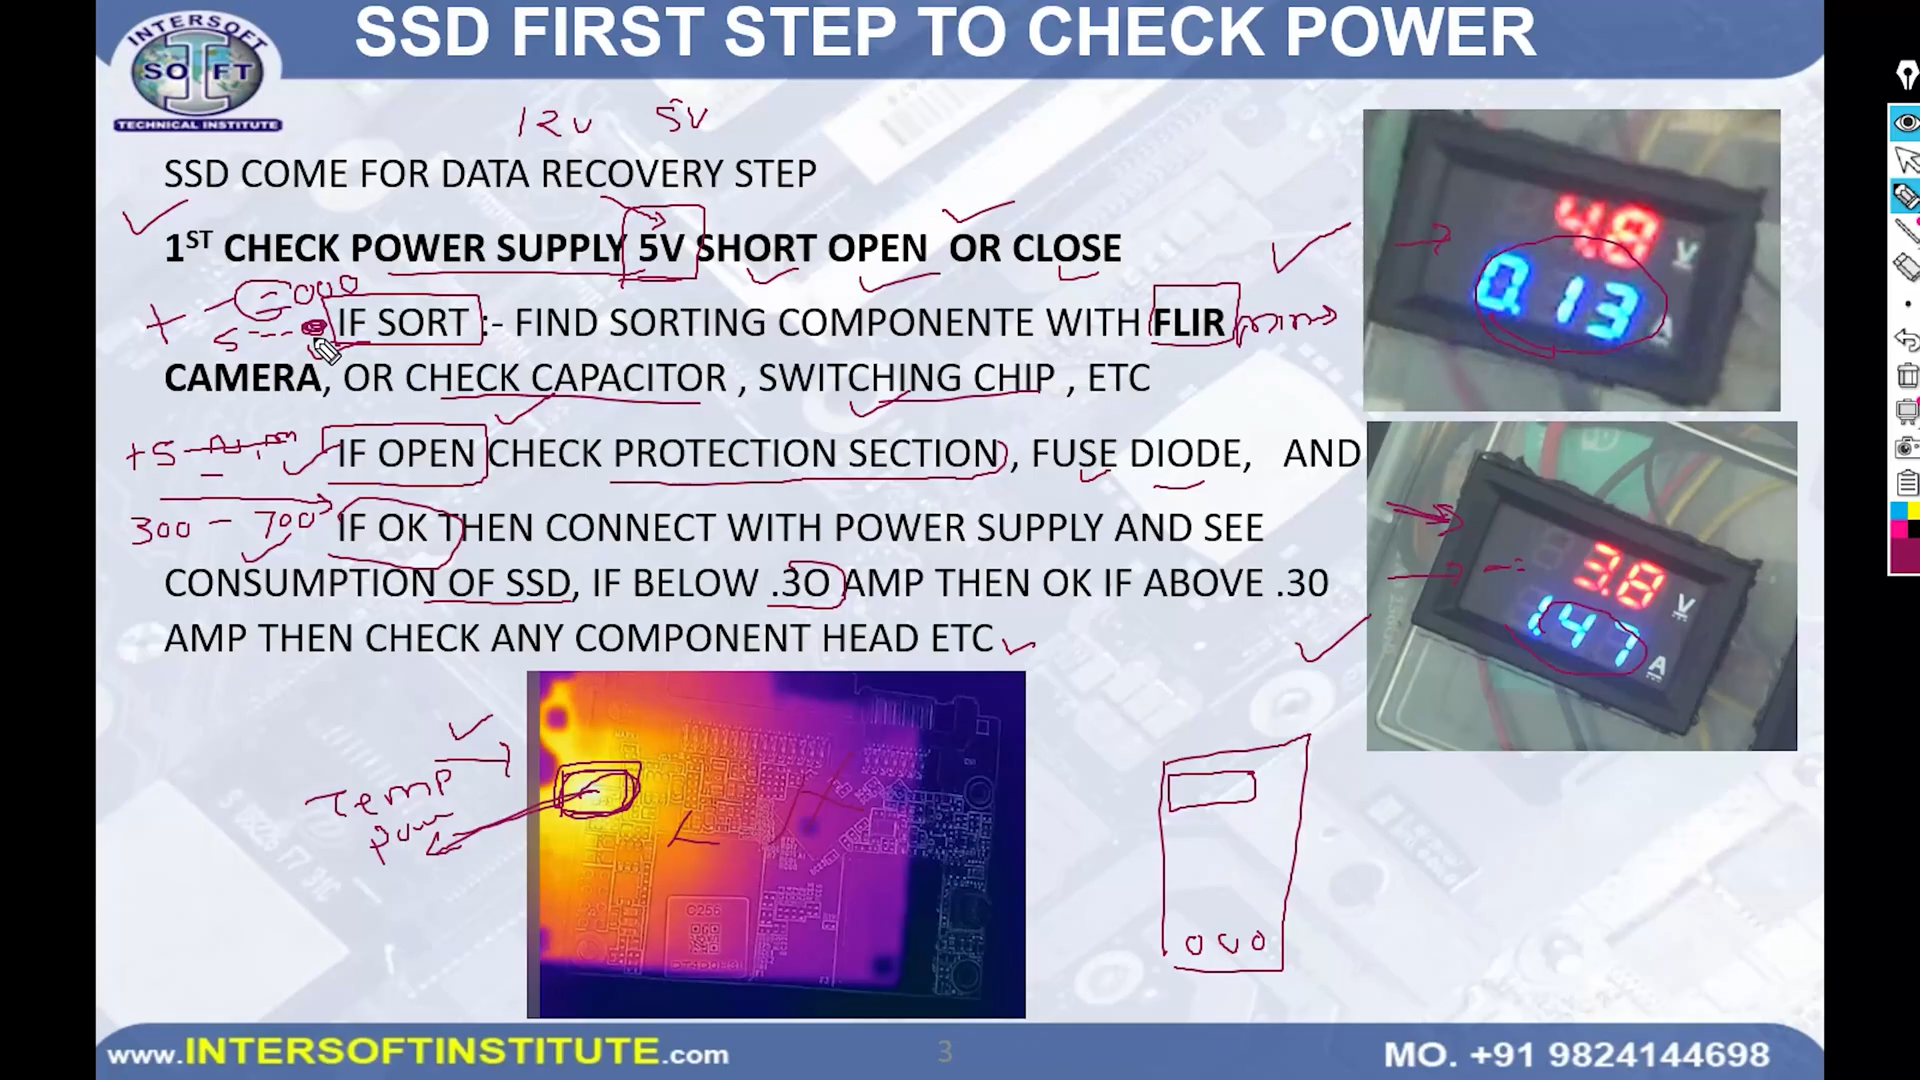 INTERSOFT
SOFT
TECHNICAL INSTITUTE
SSD FIRST STEP TO CHECK POWER
12v 5v
SSD COME FOR DATA RECOVERY STEP
1ST CHECK POWER SUPPLY 5V SHORT OPEN OR CLOSE
IF SORT :- FIND SORTING COMPONENTE WITH FLIR
CAMERA, OR CHECK CAPACITOR , SWITCHING CHIP , ETC
+5
IF OPEN CHECK PROTECTION SECTION , FUSE DIODE, AND
300 - 700
IF OK THEN CONNECT WITH POWER SUPPLY AND SEE
CONSUMPTION OF SSD, IF BELOW .3O AMP THEN OK IF ABOVE .30
AMP THEN CHECK ANY COMPONENT HEAD ETC
4.8 V
0.13 A
3.8 V
1.47 A
Temp
C256
www.INTERSOFTINSTITUTE.com
3
MO. +91 9824144698